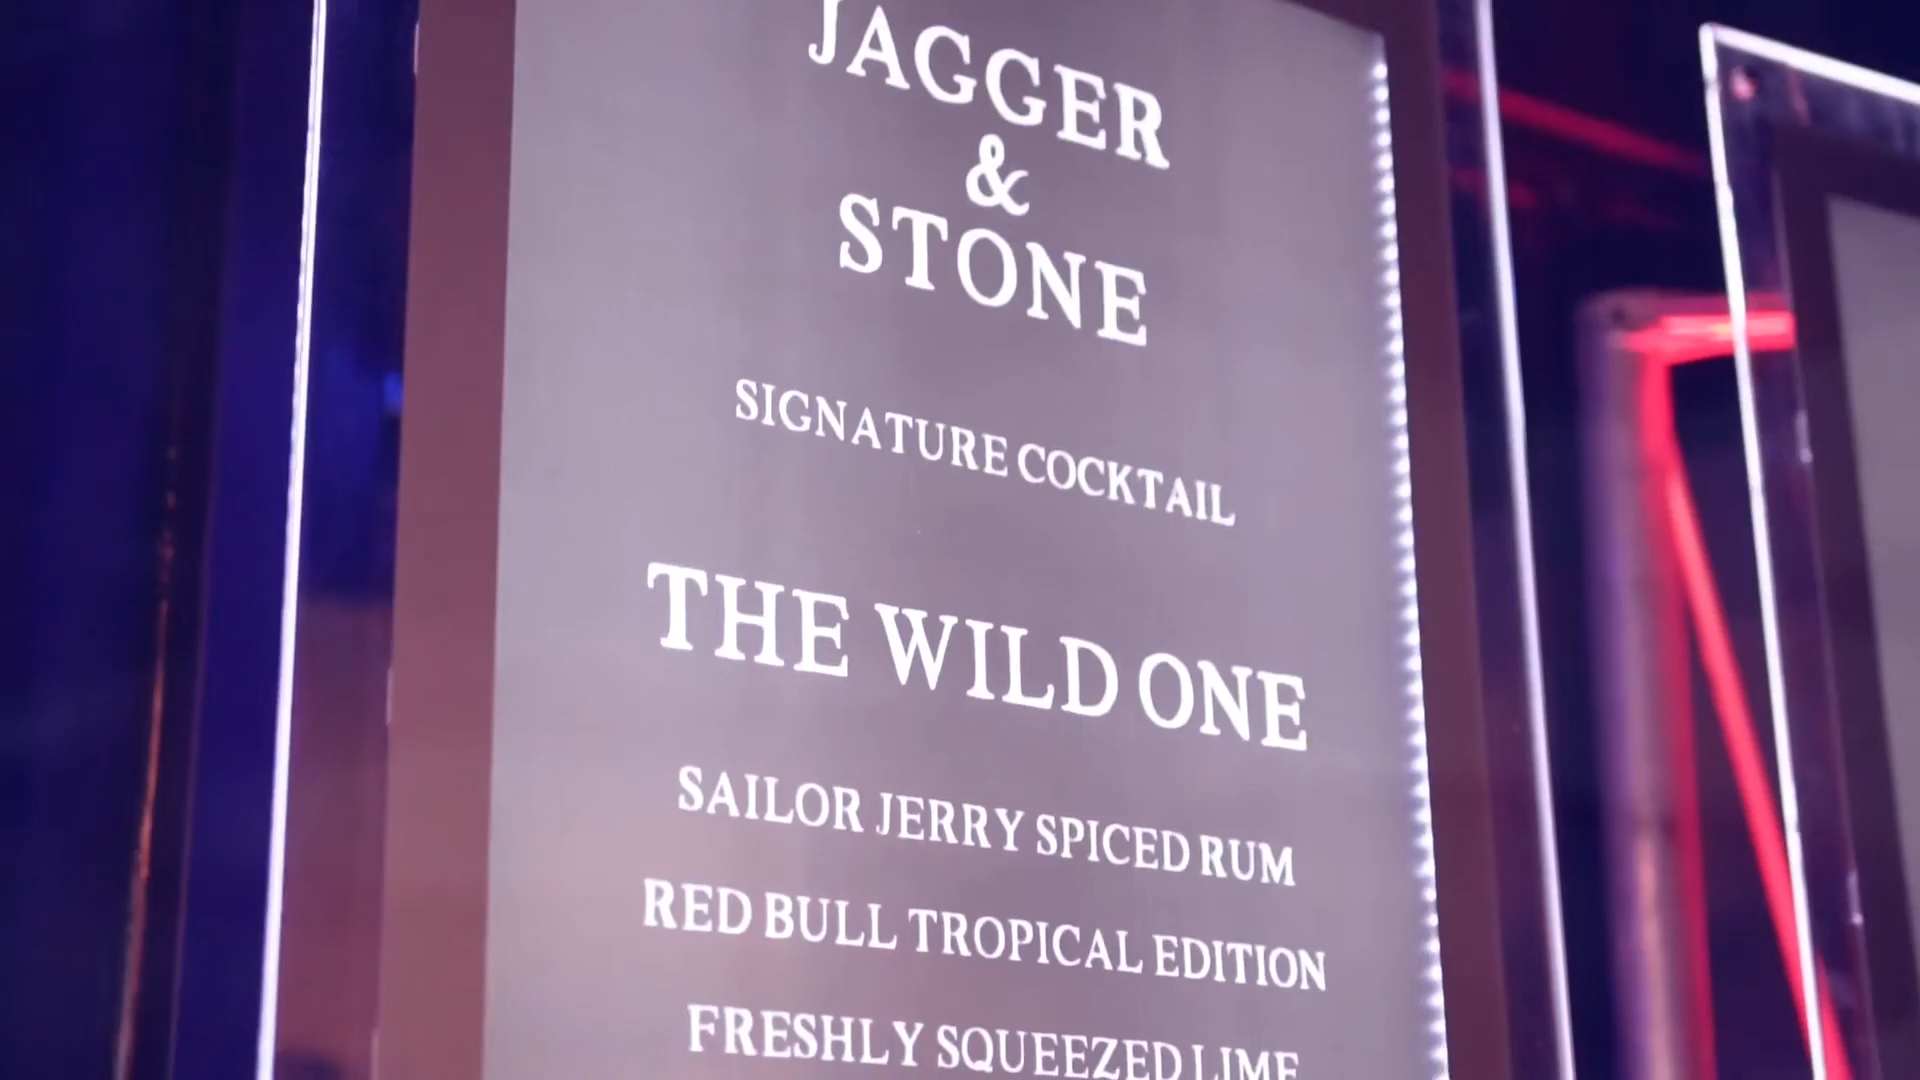 JAGGER
&
STONE
SIGNATURE COCKTAIL
THE WILD ONE
SAILOR JERRY SPICED RUM
RED BULL TROPICAL EDITION
FRESHLY SQUEEZED LIME